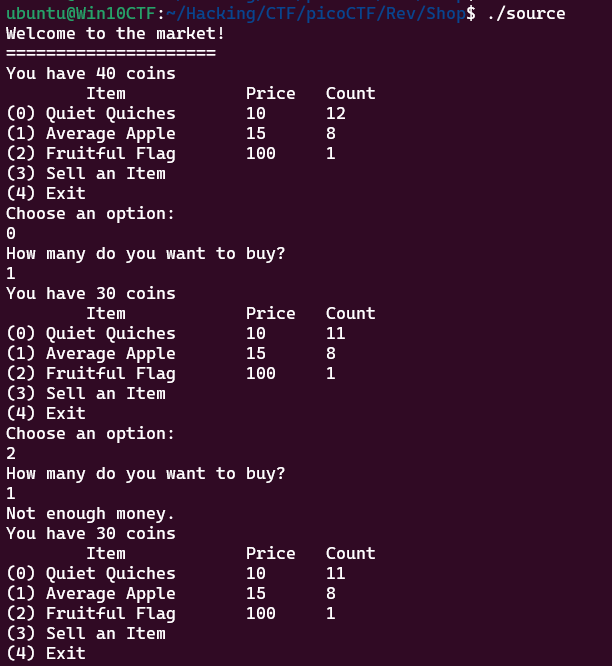 ubuntu@Win10CTF:~/Hacking/CTF/picoCTF/Rev/Shop$ ./source
Welcome to the market!
=====================
You have 40 coins
        Item            Price   Count
(0) Quiet Quiches       10      12
(1) Average Apple       15      8
(2) Fruitful Flag       100     1
(3) Sell an Item
(4) Exit
Choose an option:
0
How many do you want to buy?
1
You have 30 coins
        Item            Price   Count
(0) Quiet Quiches       10      11
(1) Average Apple       15      8
(2) Fruitful Flag       100     1
(3) Sell an Item
(4) Exit
Choose an option:
2
How many do you want to buy?
1
Not enough money.
You have 30 coins
        Item            Price   Count
(0) Quiet Quiches       10      11
(1) Average Apple       15      8
(2) Fruitful Flag       100     1
(3) Sell an Item
(4) Exit